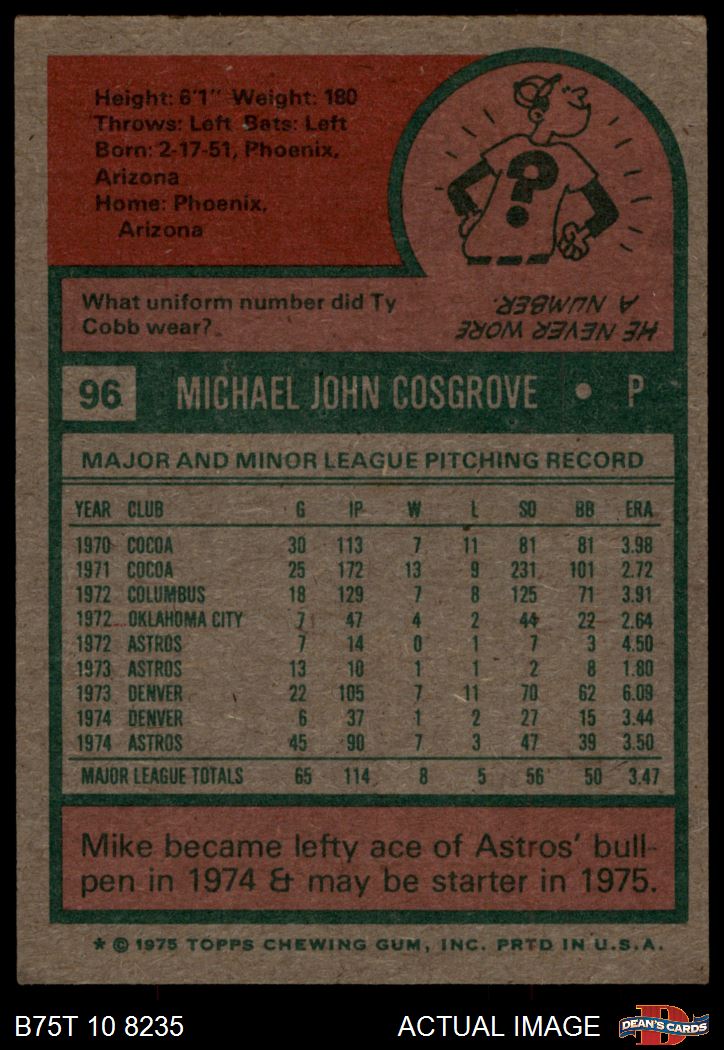 Height: 6'1" Weight: 180
Throws: Left Bats: Left
Born: 2-17-51, Phoenix,
Arizona
Home: Phoenix,
Arizona
?
What uniform number did Ty
Cobb wear?
HE NEVER WORE
A NUMBER.
96 MICHAEL JOHN COSGROVE • P
MAJOR AND MINOR LEAGUE PITCHING RECORD
YEAR CLUB G IP W L SO BB ERA
1970 COCOA 30 113 7 11 81 81 3.98
1971 COCOA 25 172 13 9 231 101 2.72
1972 COLUMBUS 18 129 7 8 125 71 3.91
1972 OKLAHOMA CITY 7 47 4 2 44 22 2.64
1972 ASTROS 7 14 0 1 7 3 4.50
1973 ASTROS 13 10 1 1 2 8 1.80
1973 DENVER 22 105 7 11 70 62 6.09
1974 DENVER 6 37 1 2 27 15 3.44
1974 ASTROS 45 90 7 3 47 39 3.50
MAJOR LEAGUE TOTALS 65 114 8 5 56 50 3.47
Mike became lefty ace of Astros' bull-
pen in 1974 & may be starter in 1975.
* © 1975 TOPPS CHEWING GUM, INC. PRTD IN U.S.A.
B75T 10 8235 ACTUAL IMAGE D DEAN'S CARDS